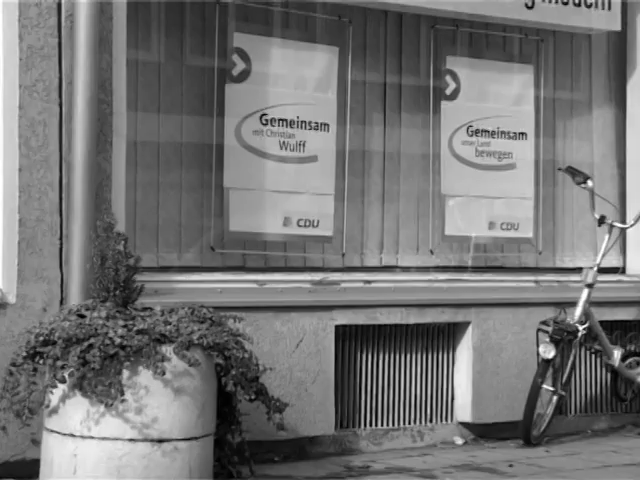 Gemeinsam
mit Christian
Wulff
CDU
Gemeinsam
unser Land
bewegen
CDU